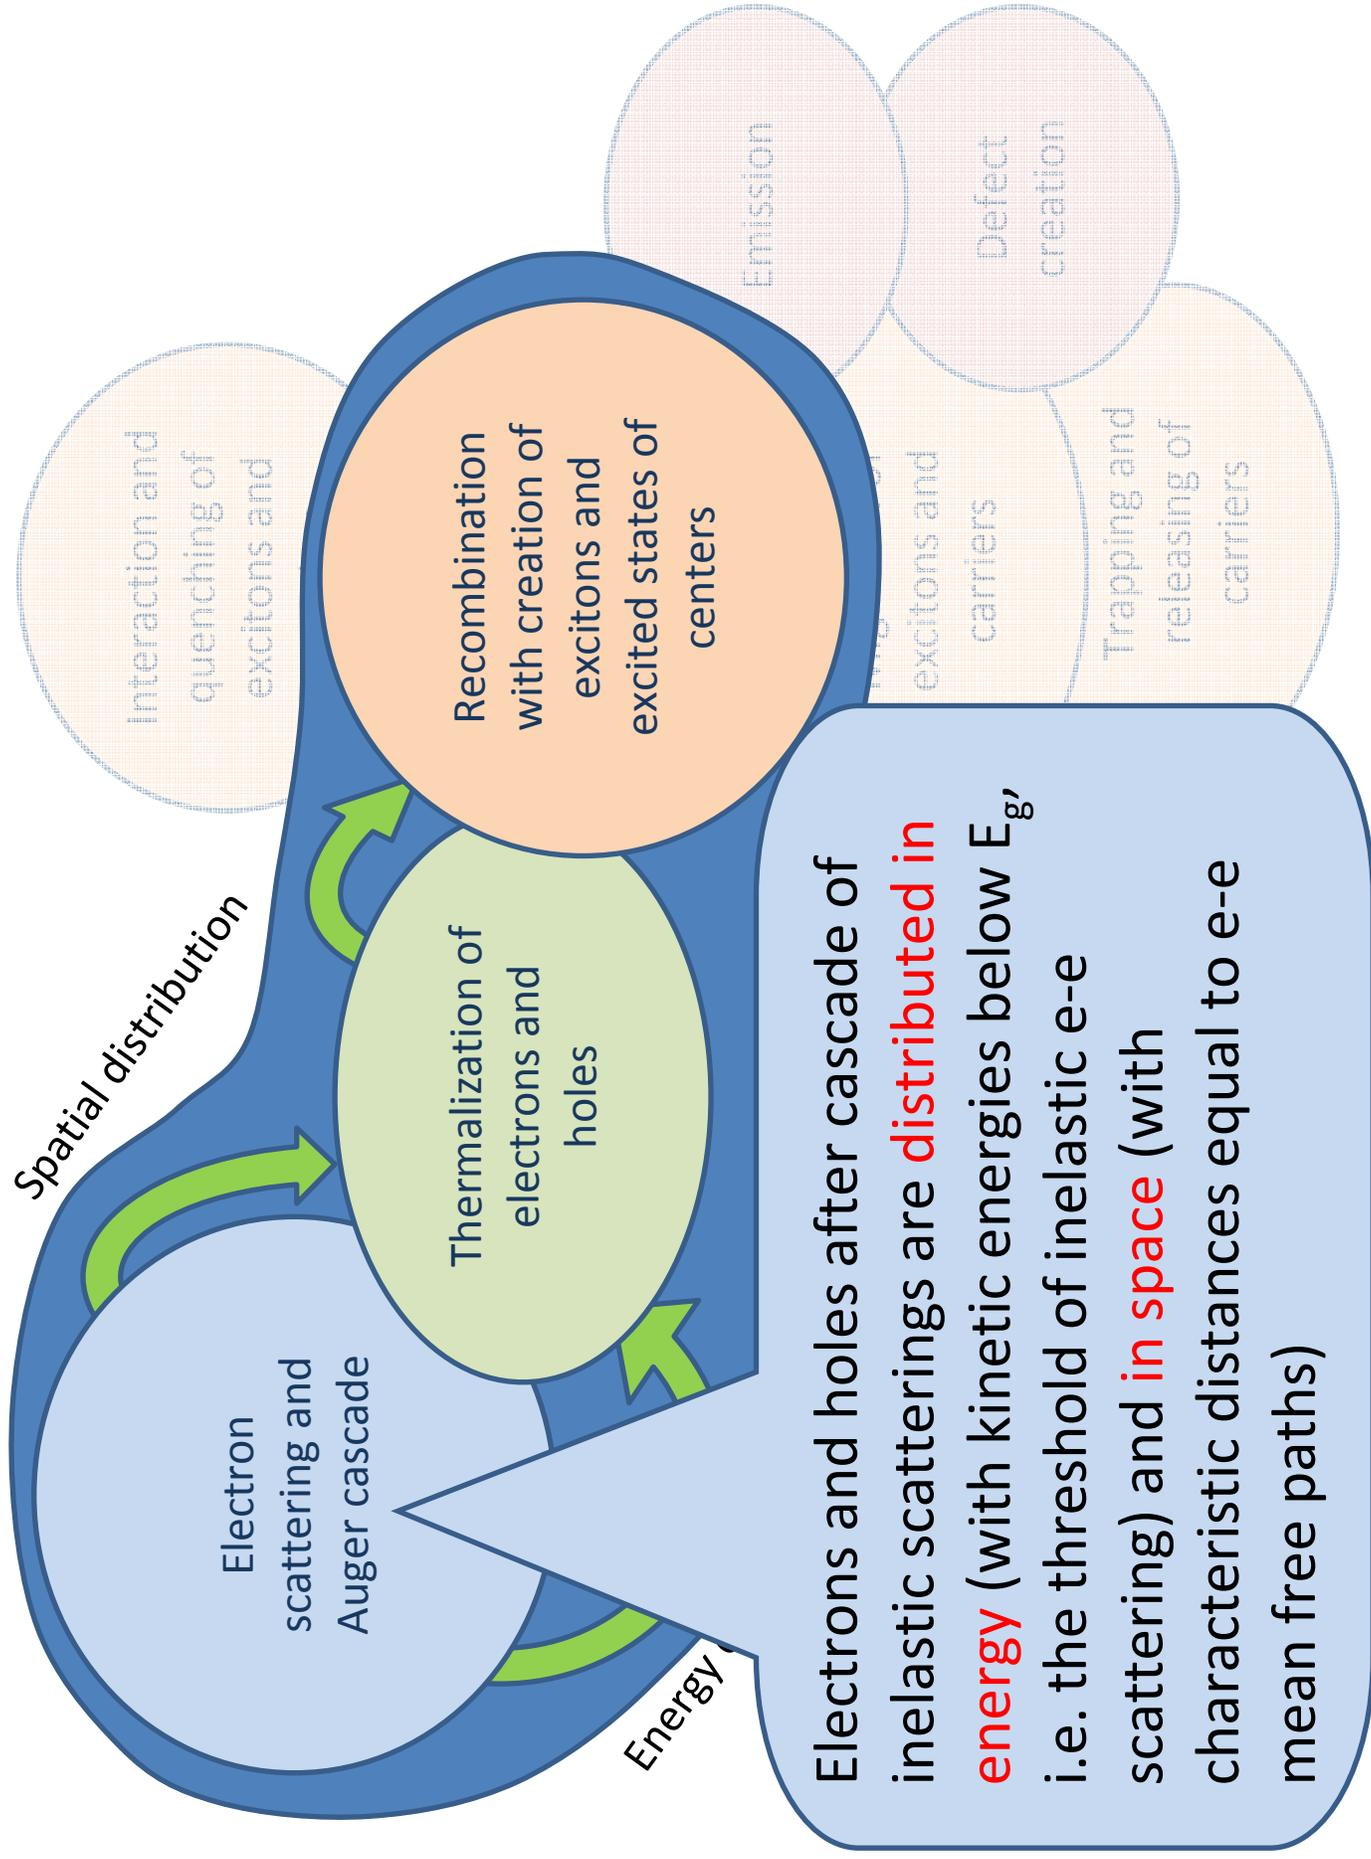 Spatial distribution
Interaction and
quenching of
excitons and
Electron
scattering and
Auger cascade
Thermalization of
electrons and
holes
Recombination
with creation of
excitons and
excited states of
centers
Emission
Defect
creation
excitons and
carriers
Trapping and
releasing of
carriers
Energy
Electrons and holes after cascade of
inelastic scatterings are distributed in
energy (with kinetic energies below Eg,
i.e. the threshold of inelastic e-e
scattering) and in space (with
characteristic distances equal to e-e
mean free paths)